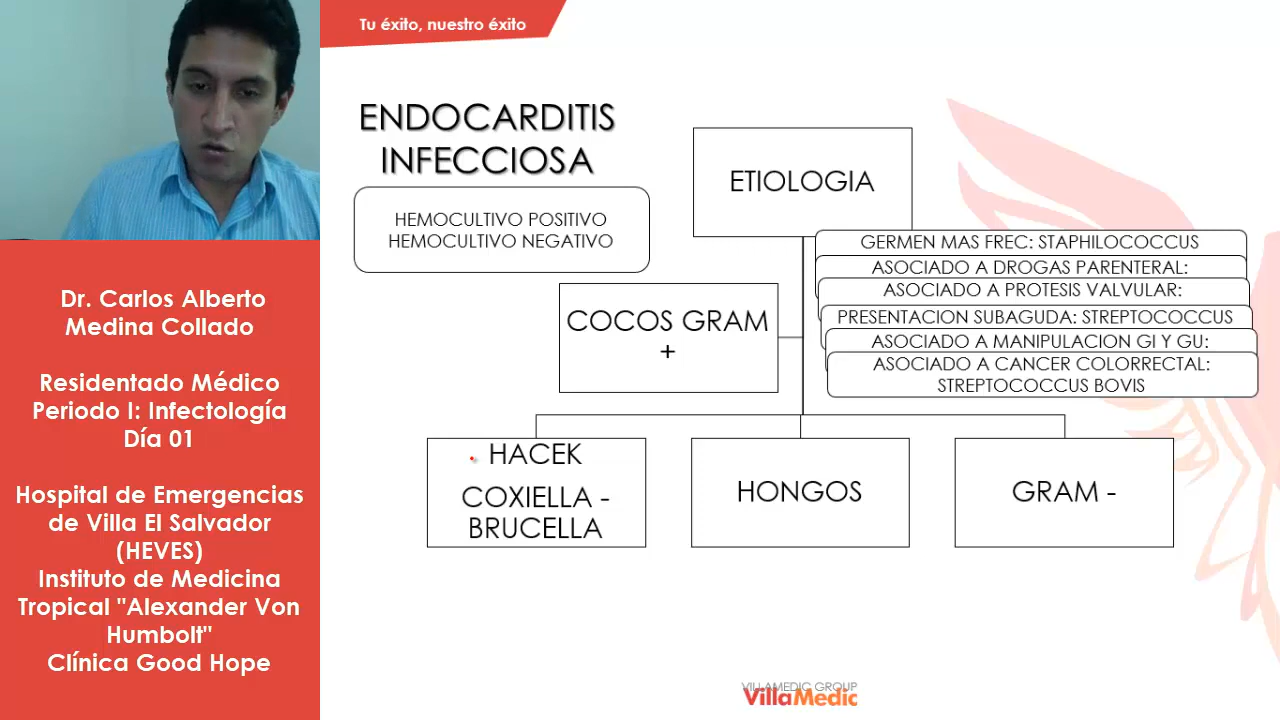 Tu éxito, nuestro éxito
ENDOCARDITIS
INFECCIOSA
HEMOCULTIVO POSITIVO
HEMOCULTIVO NEGATIVO
ETIOLOGIA
GERMEN MAS FREC: STAPHILOCOCCUS
ASOCIADO A DROGAS PARENTERAL:
ASOCIADO A PROTESIS VALVULAR:
PRESENTACION SUBAGUDA: STREPTOCOCCUS
ASOCIADO A MANIPULACION GI Y GU:
ASOCIADO A CANCER COLORRECTAL:
STREPTOCOCCUS BOVIS
COCOS GRAM
+
HACEK
COXIELLA -
BRUCELLA
HONGOS
GRAM -
Dr. Carlos Alberto
Medina Collado
Residentado Médico
Periodo I: Infectología
Día 01
Hospital de Emergencias
de Villa El Salvador
(HEVES)
Instituto de Medicina
Tropical "Alexander Von
Humbolt"
Clínica Good Hope
VILLAMEDIC GROUP
VillaMedic